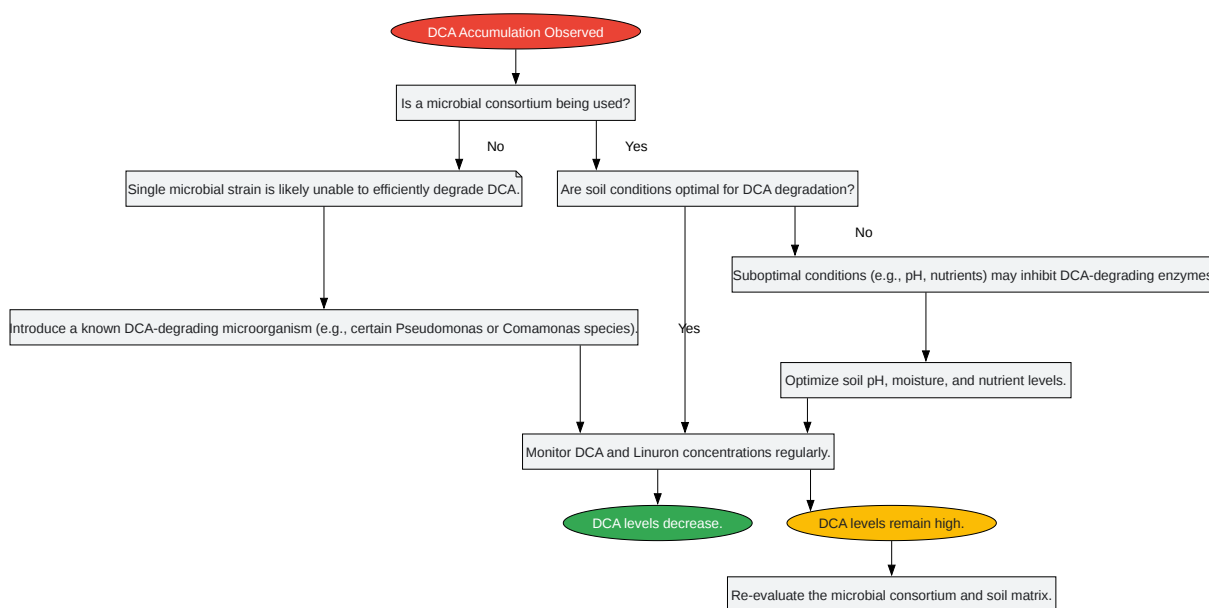 DCA Accumulation Observed
Is a microbial consortium being used?
No
Yes
Single microbial strain is likely unable to efficiently degrade DCA.
Are soil conditions optimal for DCA degradation?
No
Suboptimal conditions (e.g., pH, nutrients) may inhibit DCA-degrading enzymes
Introduce a known DCA-degrading microorganism (e.g., certain Pseudomonas or Comamonas species).
Yes
Optimize soil pH, moisture, and nutrient levels.
Monitor DCA and Linuron concentrations regularly.
DCA levels decrease.
DCA levels remain high.
Re-evaluate the microbial consortium and soil matrix.